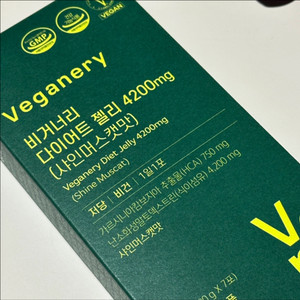 GMP
VEGAN
veganery
비거너리
다이어트 젤리 4200mg
(샤인머스캣맛)
Veganery Diet Jelly 4200mg
(Shine Muscat)
저당 | 비건 | 1일1포
가르시니아캄보지아 추출물(HCA) 750 mg
난소화성말토덱스트린(식이섬유) 4,200 mg
샤인머스캣맛
g X 7포)